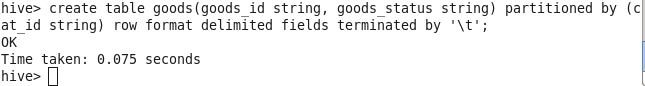 hive> create table goods(goods_id string, goods_status string) partitioned by (c
at_id string) row format delimited fields terminated by '\t';
OK
Time taken: 0.075 seconds
hive>